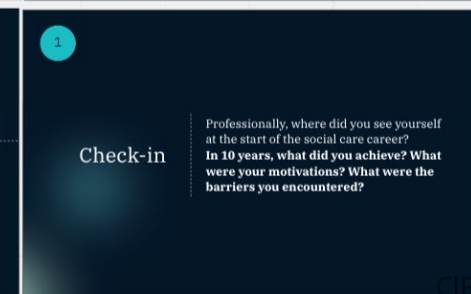 1
Check-in
Professionally, where did you see yourself
at the start of the social care career?
In 10 years, what did you achieve? What
were your motivations? What were the
barriers you encountered?